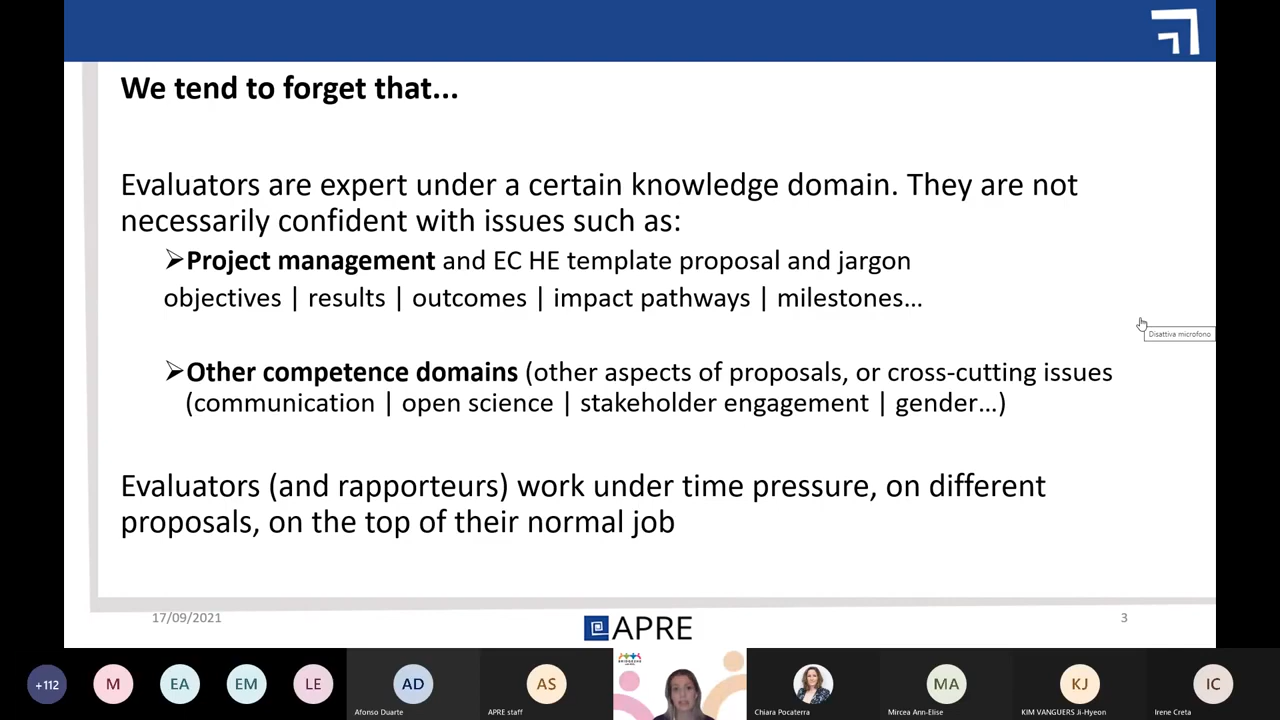 We tend to forget that...
Evaluators are expert under a certain knowledge domain. They are not
necessarily confident with issues such as:
➢Project management and EC HE template proposal and jargon
objectives | results | outcomes | impact pathways | milestones...
Disattiva microfono
➢Other competence domains (other aspects of proposals, or cross-cutting issues
(communication | open science | stakeholder engagement | gender...)
Evaluators (and rapporteurs) work under time pressure, on different
proposals, on the top of their normal job
17/09/2021
APRE
3
+112
M
EA
EM
LE
AD
Afonso Duarte
AS
APRE staff
Chiara Pocaterra
MA
Mircea Ann-Elise
KJ
KIM VANGUERS Ji-Hyeon
IC
Irene Creta